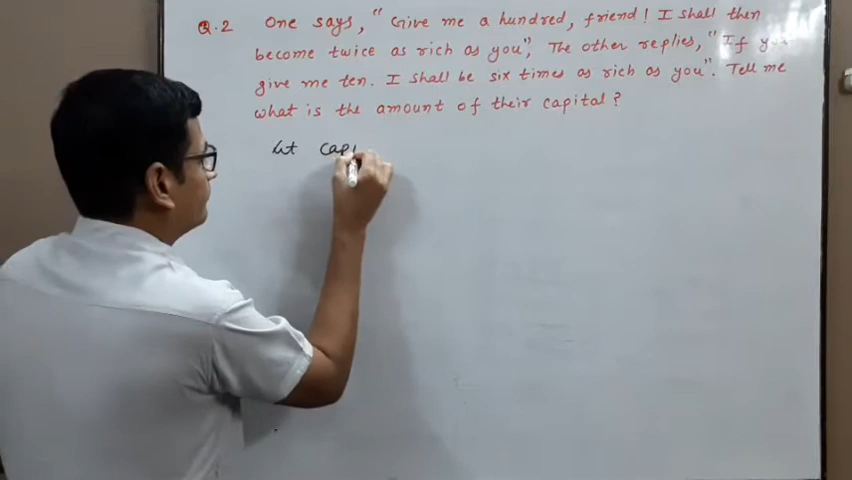 Q.2 One says, "Give me a hundred, friend! I shall then
become twice as rich as you", The other replies, "If you
give me ten. I shall be six times as rich as you". Tell me
what is the amount of their capital?
Let Capi